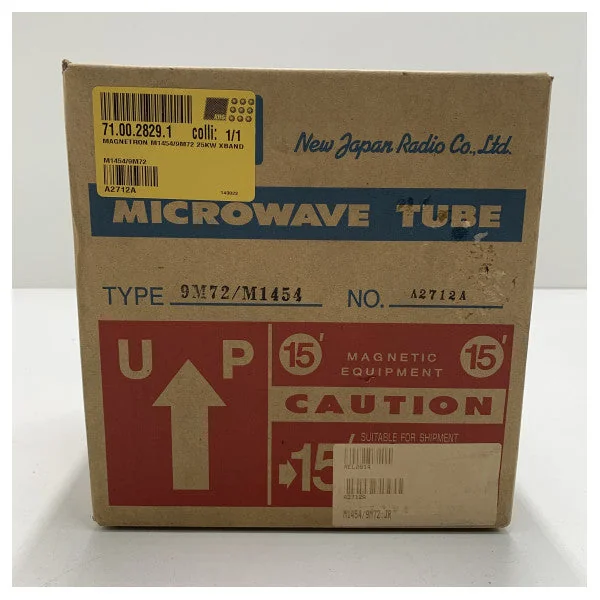 71.00.2829.1 colli: 1/1
MAGNETRON M1454/9M72 25KW XBAND
M1454/9M72
A2712A
New Japan Radio Co.,Ltd.
MICROWAVE TUBE
TYPE 9M72/M1454 NO. A2712A
UP
15' MAGNETIC EQUIPMENT 15'
CAUTION
15' SUITABLE FOR SHIPMENT
A2712A
M1454/9M72-JR